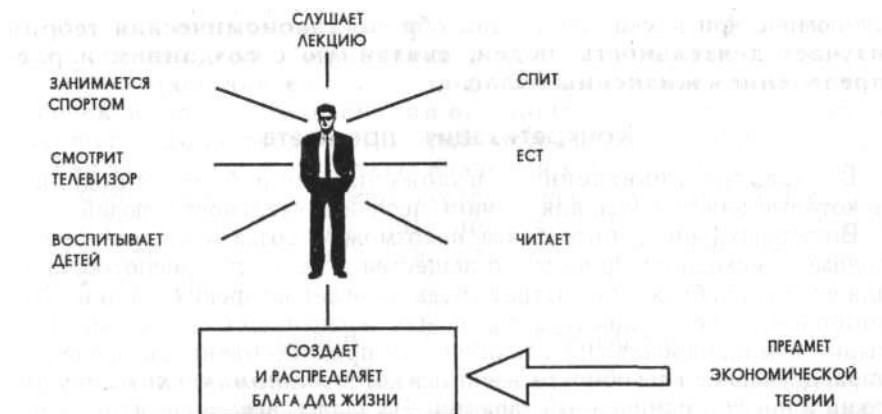 СЛУШАЕТ
ЛЕКЦИЮ
ЗАНИМАЕТСЯ
СПОРТОМ
СПИТ
СМОТРИТ
ТЕЛЕВИЗОР
ЕСТ
ВОСПИТЫВАЕТ
ДЕТЕЙ
ЧИТАЕТ
СОЗДАЕТ
И РАСПРЕДЕЛЯЕТ
БЛАГА ДЛЯ ЖИЗНИ
ПРЕДМЕТ
ЭКОНОМИЧЕСКОЙ
ТЕОРИИ